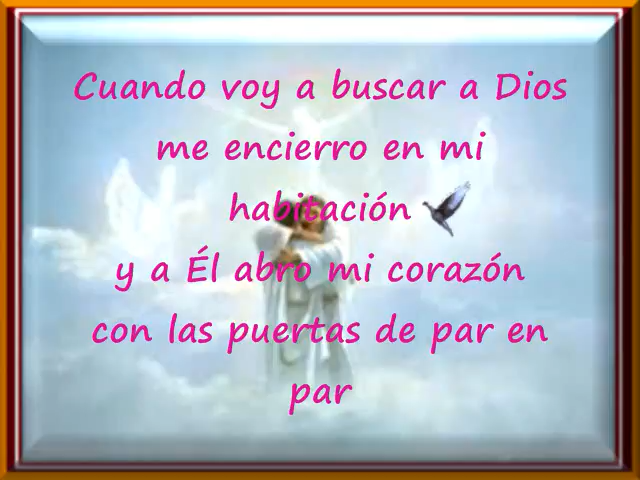 Cuando voy a buscar a Dios
me encierro en mi
habitación
y a Él abro mi corazón
con las puertas de par en
par